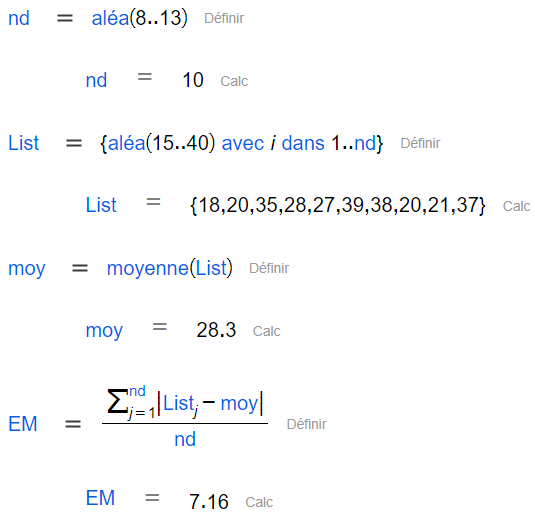 nd = aléa(8..13) Définir
nd = 10 Calc
List = {aléa(15..40) avec i dans 1..nd} Définir
List = {18,20,35,28,27,39,38,20,21,37} Calc
moy = moyenne(List) Définir
moy = 28.3 Calc
EM = \frac{\sum_{j=1}^{nd}|List_j - moy|}{nd} Définir
EM = 7.16 Calc